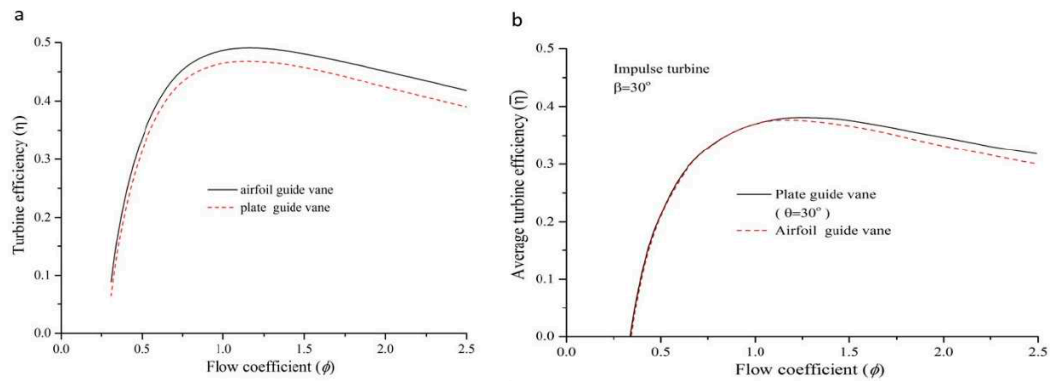 a
0.5
0.4
0.3
0.2
0.1
0.0
Turbine efficiency (η)
airfoil guide vane
plate guide vane
0.0 0.5 1.0 1.5 2.0 2.5
Flow coefficient (ϕ)
b
0.5
0.4
0.3
0.2
0.1
0.0
Average turbine efficiency (η̄)
Impulse turbine
β=30°
Plate guide vane
( θ=30° )
Airfoil guide vane
0.0 0.5 1.0 1.5 2.0 2.5
Flow coefficient (ϕ)